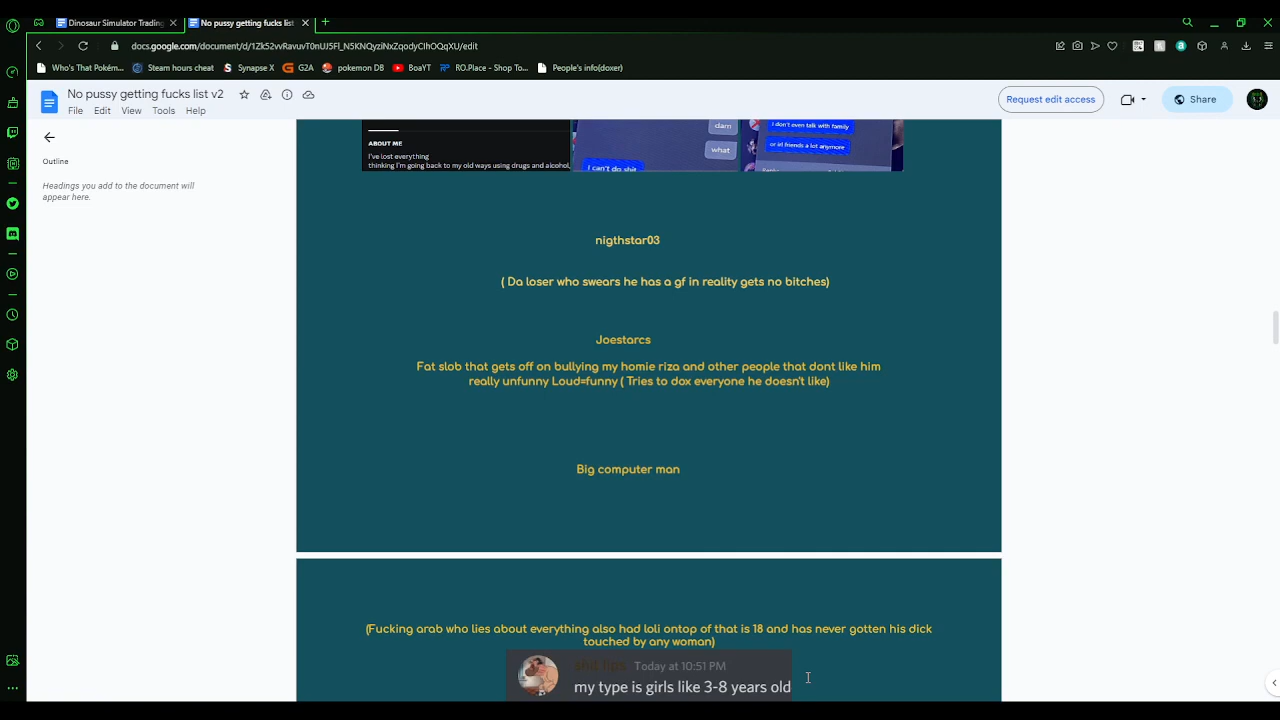 Dinosaur Simulator Trading
No pussy getting fucks list
docs.google.com/document/d/
Who's That Pokém...
Steam hours cheat
Synapse X
G2A
pokemon DB
BoaYT
RO.Place - Shop To...
People's info(doxer)
No pussy getting fucks list v2
File Edit View Tools Help
Request edit access
Share
Outline
Headings you add to the document will
appear here.
ABOUT ME
I've lost everything
thinking I'm going back to my old ways using drugs and alcohol,
dam
what
I can't do shit
I don't even talk with family
or irl friends a lot anymore
nigthstar03
( Da loser who swears he has a gf in reality gets no bitches)
Joestarcs
Fat slob that gets off on bullying my homie riza and other people that dont like him
really unfunny Loud=funny ( Tries to dox everyone he doesn't like)
Big computer man
(Fucking arab who lies about everything also had loli ontop of that is 18 and has never gotten his dick
touched by any woman)
Today at 10:51 PM
my type is girls like 3-8 years old